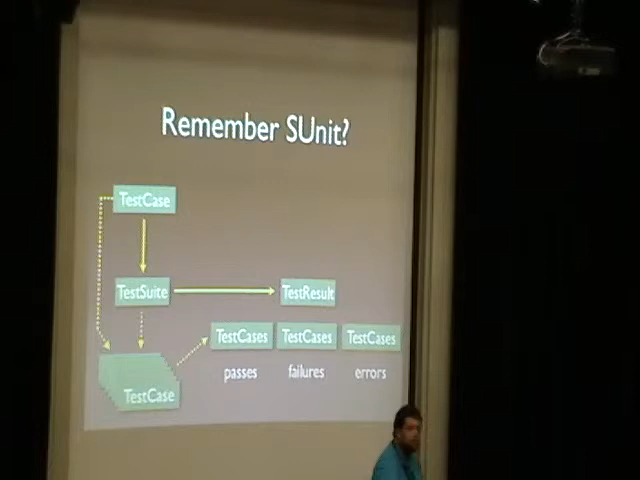 Remember SUnit?
TestCase
TestSuite
TestResult
TestCases TestCases TestCases
passes failures errors
TestCase